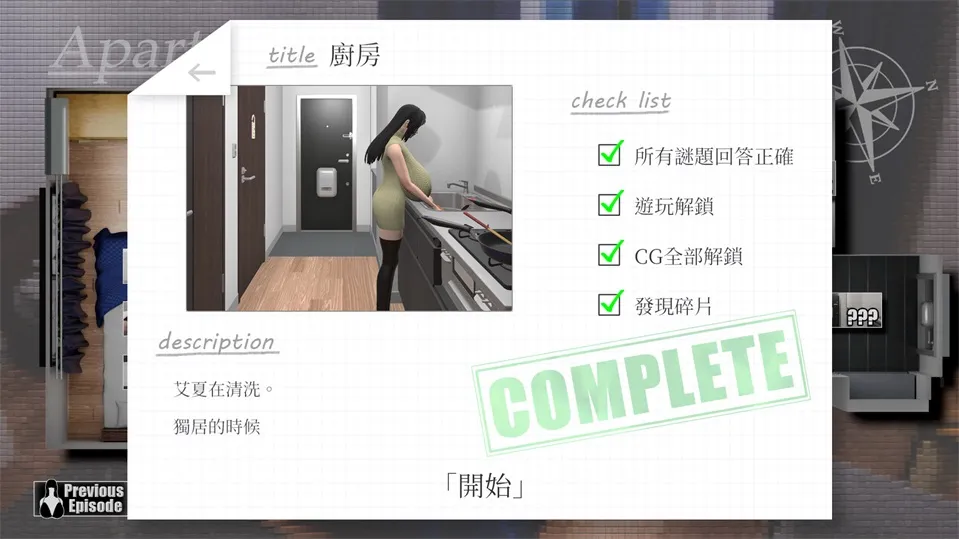 Apart
title 廚房
check list
所有謎題回答正確
遊玩解鎖
CG全部解鎖
發現碎片
COMPLETE
description
艾夏在清洗。
獨居的時候
「開始」
Previous
Episode
???
W
N
E